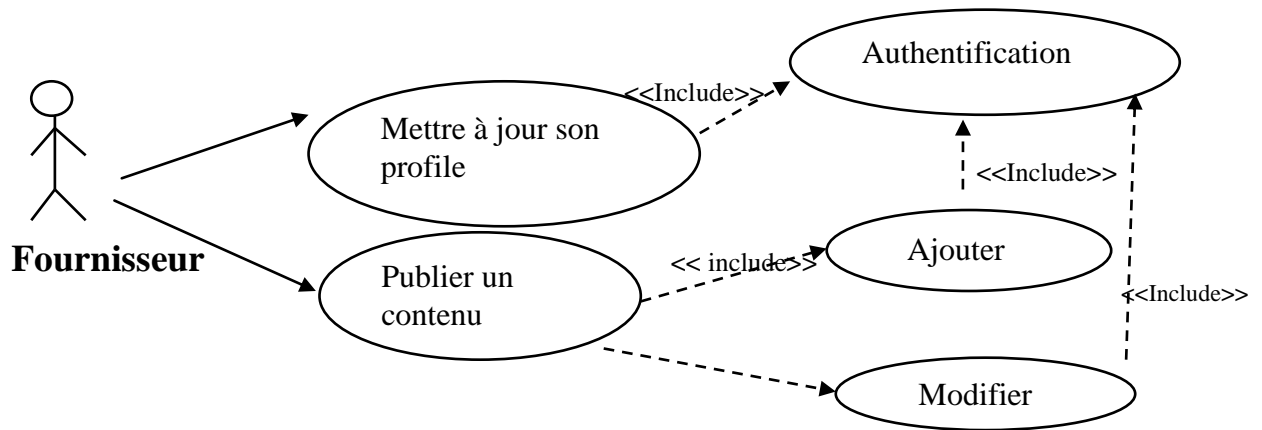 Authentification
<<Include>>
Mettre à jour son
profile
<<Include>>
Fournisseur
Ajouter
<< include>>
Publier un
contenu
<<Include>>
Modifier